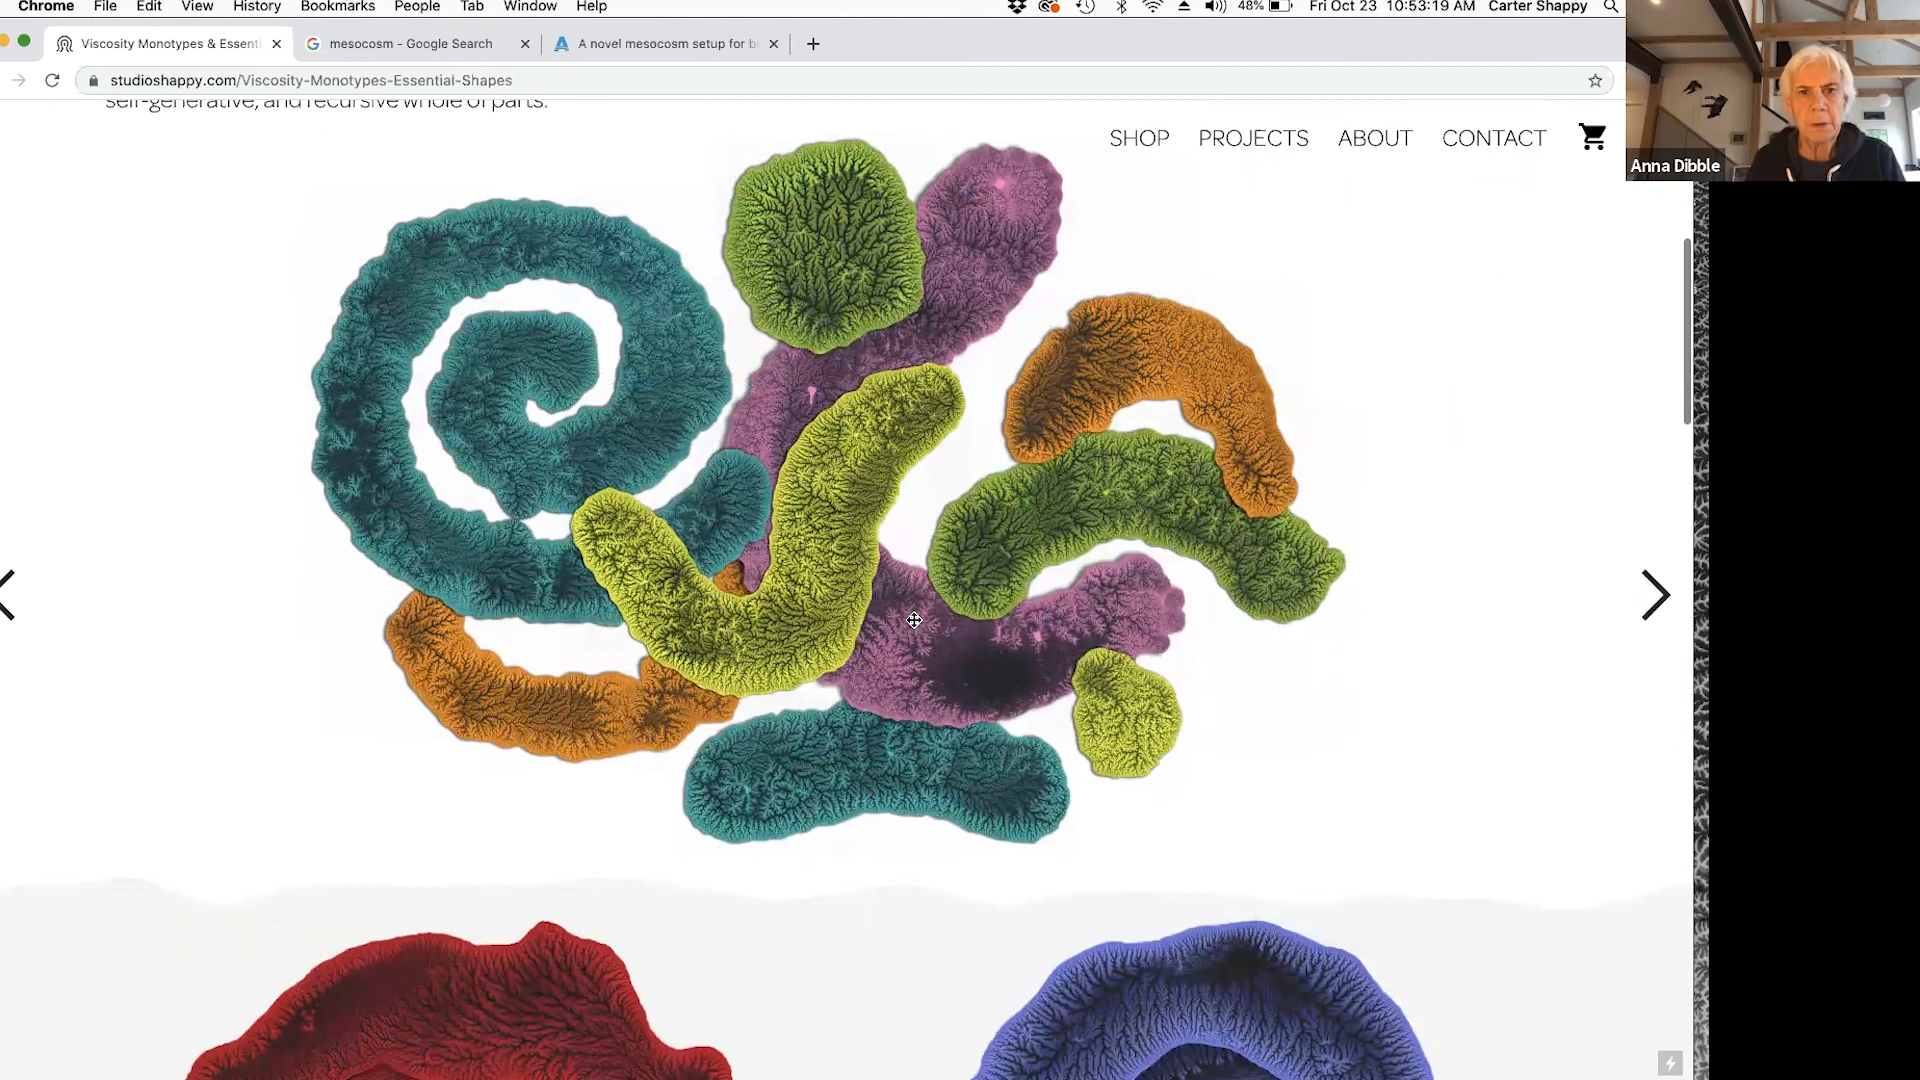 Chrome File Edit View History Bookmarks People Tab Window Help 48% Fri Oct 23 10:53:19 AM Carter Shappy
Viscosity Monotypes & Essenti mesocosm - Google Search A novel mesocosm setup for b
studioshappy.com/Viscosity-Monotypes-Essential-Shapes
self-generative, and recursive whole of parts.
SHOP PROJECTS ABOUT CONTACT
Anna Dibble